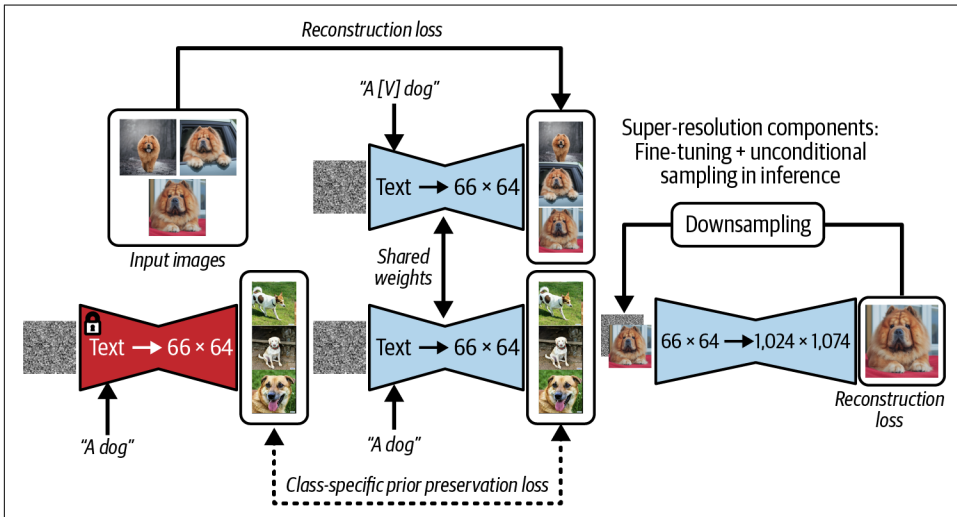 Reconstruction loss
"A [V] dog"
Super-resolution components:
Fine-tuning + unconditional
sampling in inference
Text → 66 × 64
Downsampling
Input images
Shared
weights
Text → 66 × 64
Text → 66 × 64
66 × 64 → 1,024 × 1,074
Reconstruction
loss
"A dog"
"A dog"
Class-specific prior preservation loss